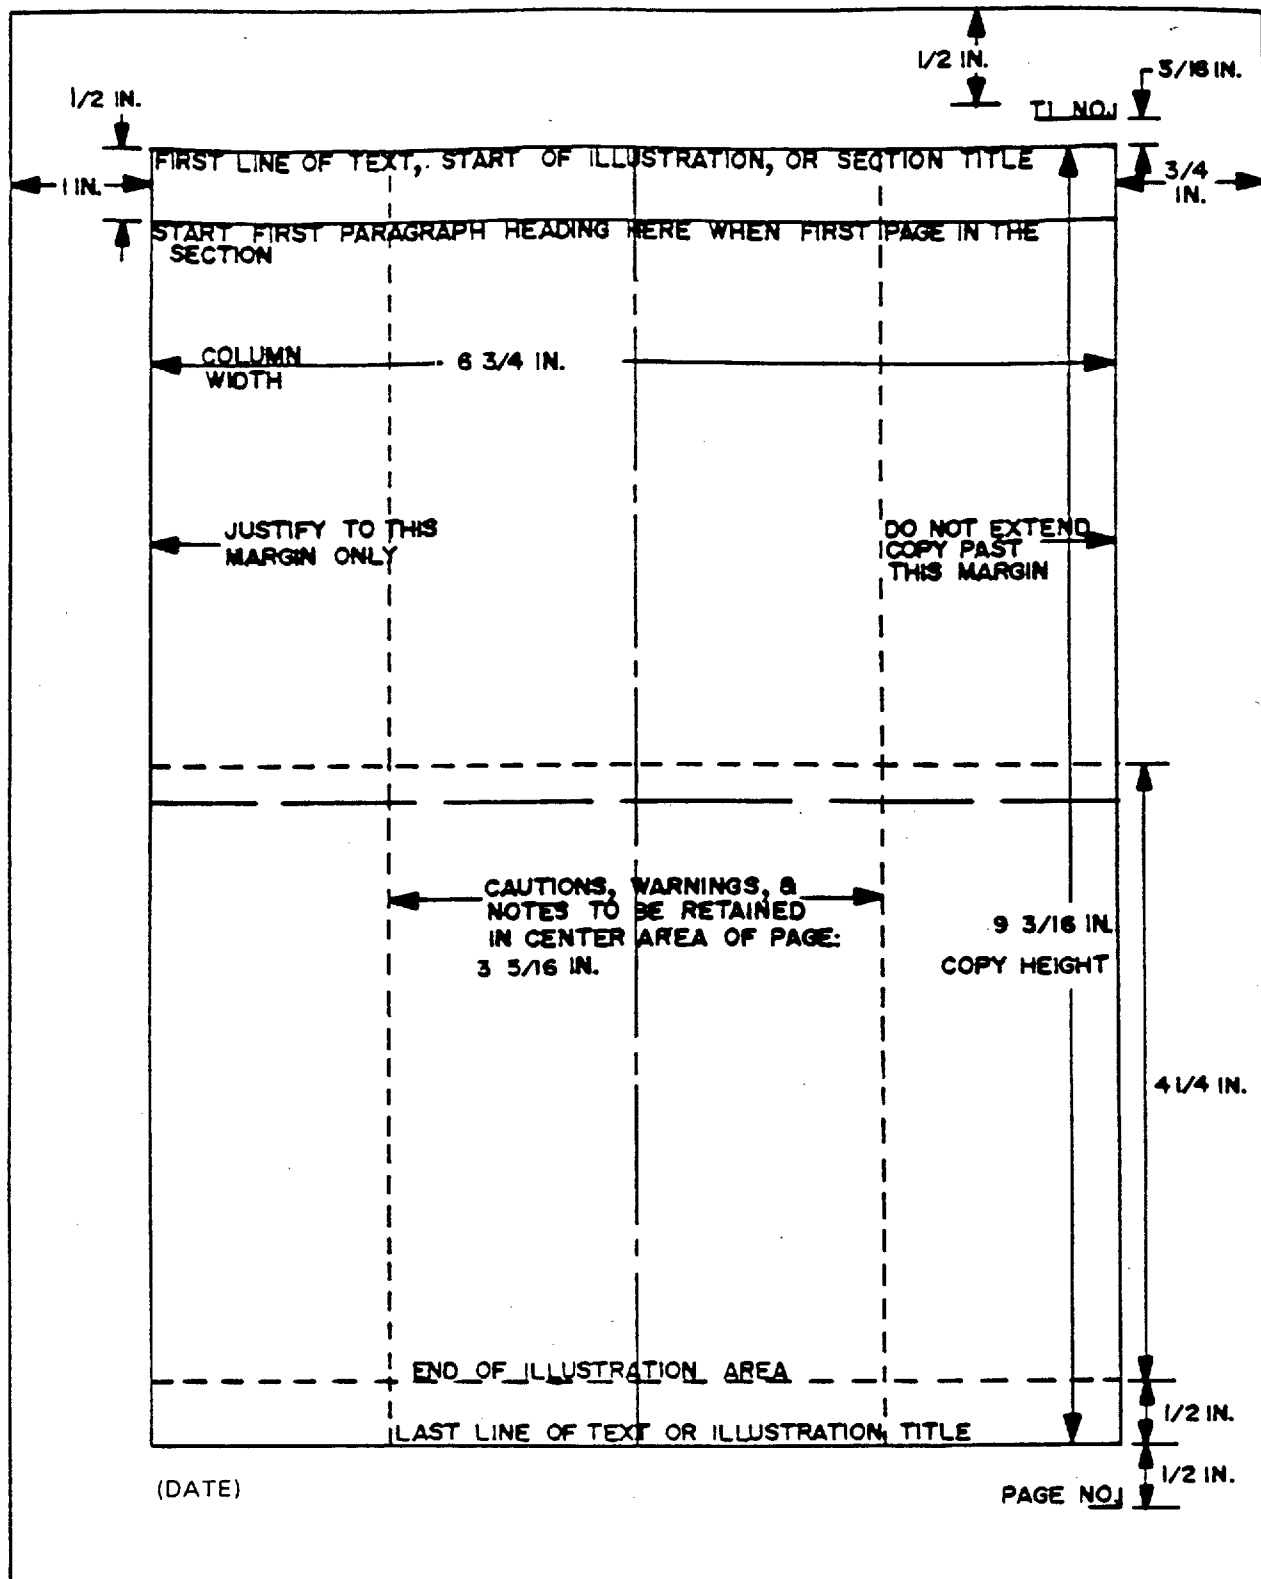 1/2 IN.
3/16 IN.
1/2 IN.
TI NO.
FIRST LINE OF TEXT, START OF ILLUSTRATION, OR SECTION TITLE
1 IN.
3/4
IN.
START FIRST PARAGRAPH HEADING HERE WHEN FIRST PAGE IN THE
SECTION
COLUMN
WIDTH
6 3/4 IN.
JUSTIFY TO THIS
MARGIN ONLY
DO NOT EXTEND
COPY PAST
THIS MARGIN
CAUTIONS, WARNINGS, &
NOTES TO BE RETAINED
IN CENTER AREA OF PAGE:
3 5/16 IN.
9 3/16 IN.
COPY HEIGHT
4 1/4 IN.
END OF ILLUSTRATION AREA
1/2 IN.
LAST LINE OF TEXT OR ILLUSTRATION TITLE
1/2 IN.
(DATE)
PAGE NO.